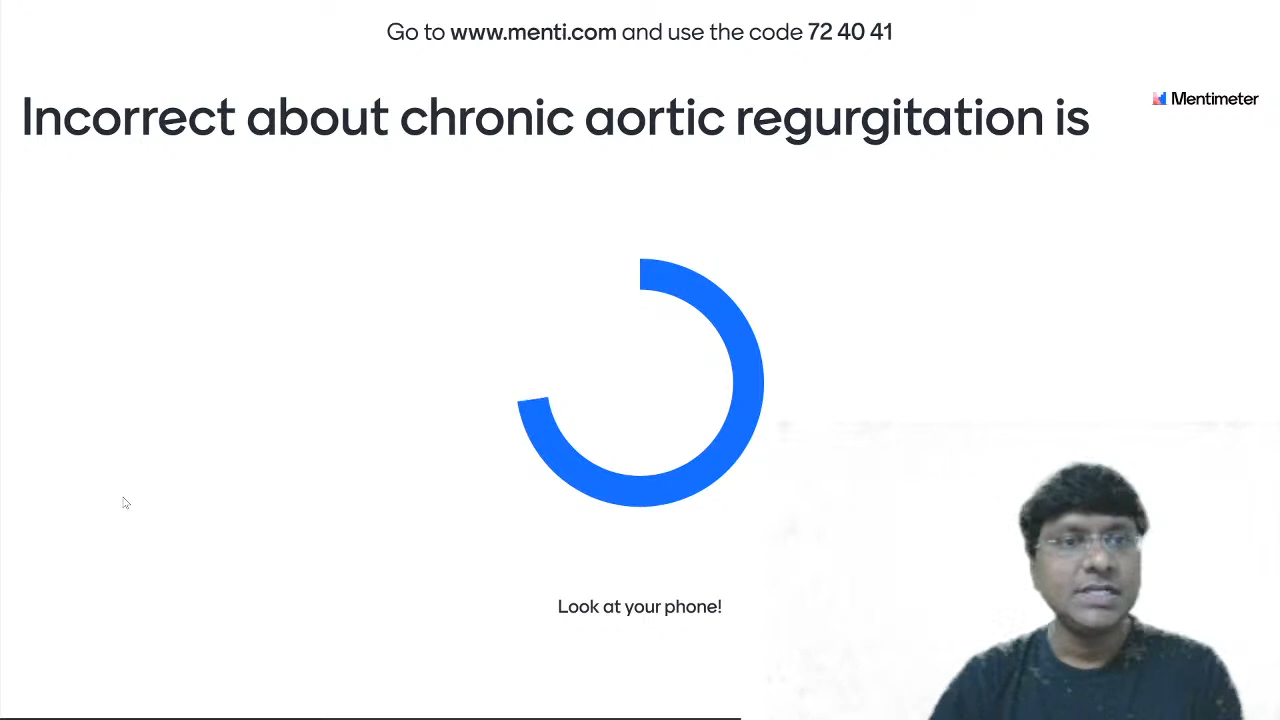 Go to www.menti.com and use the code 72 40 41
Incorrect about chronic aortic regurgitation is
Mentimeter
Look at your phone!